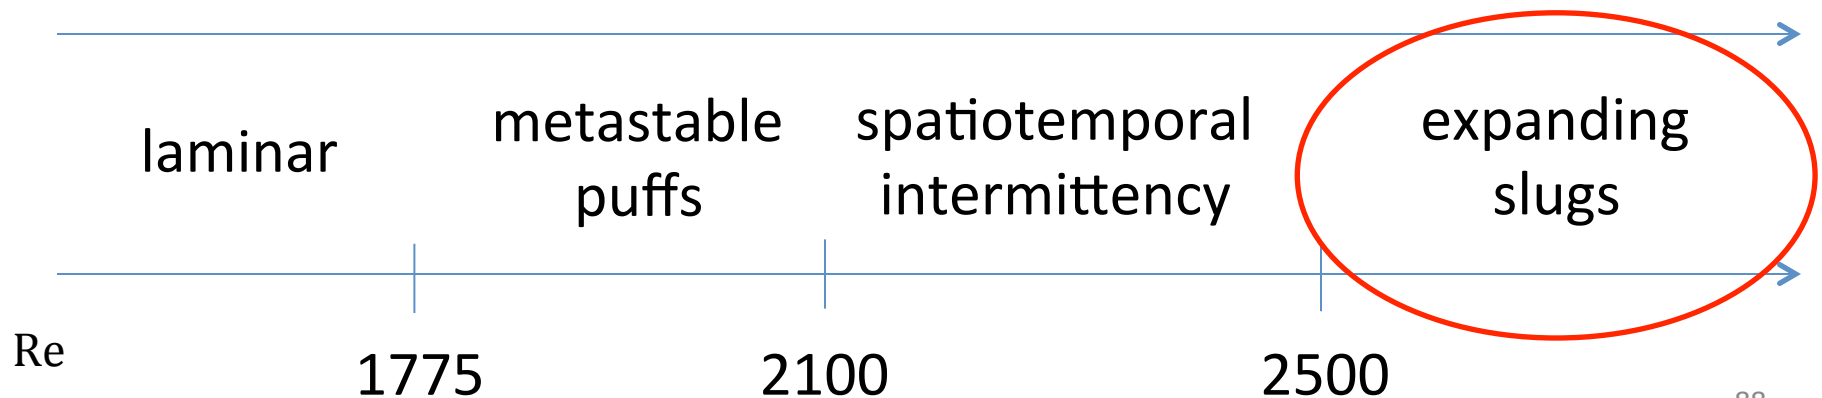 laminar
metastable
puffs
spatiotemporal
intermittency
expanding
slugs
Re
1775
2100
2500